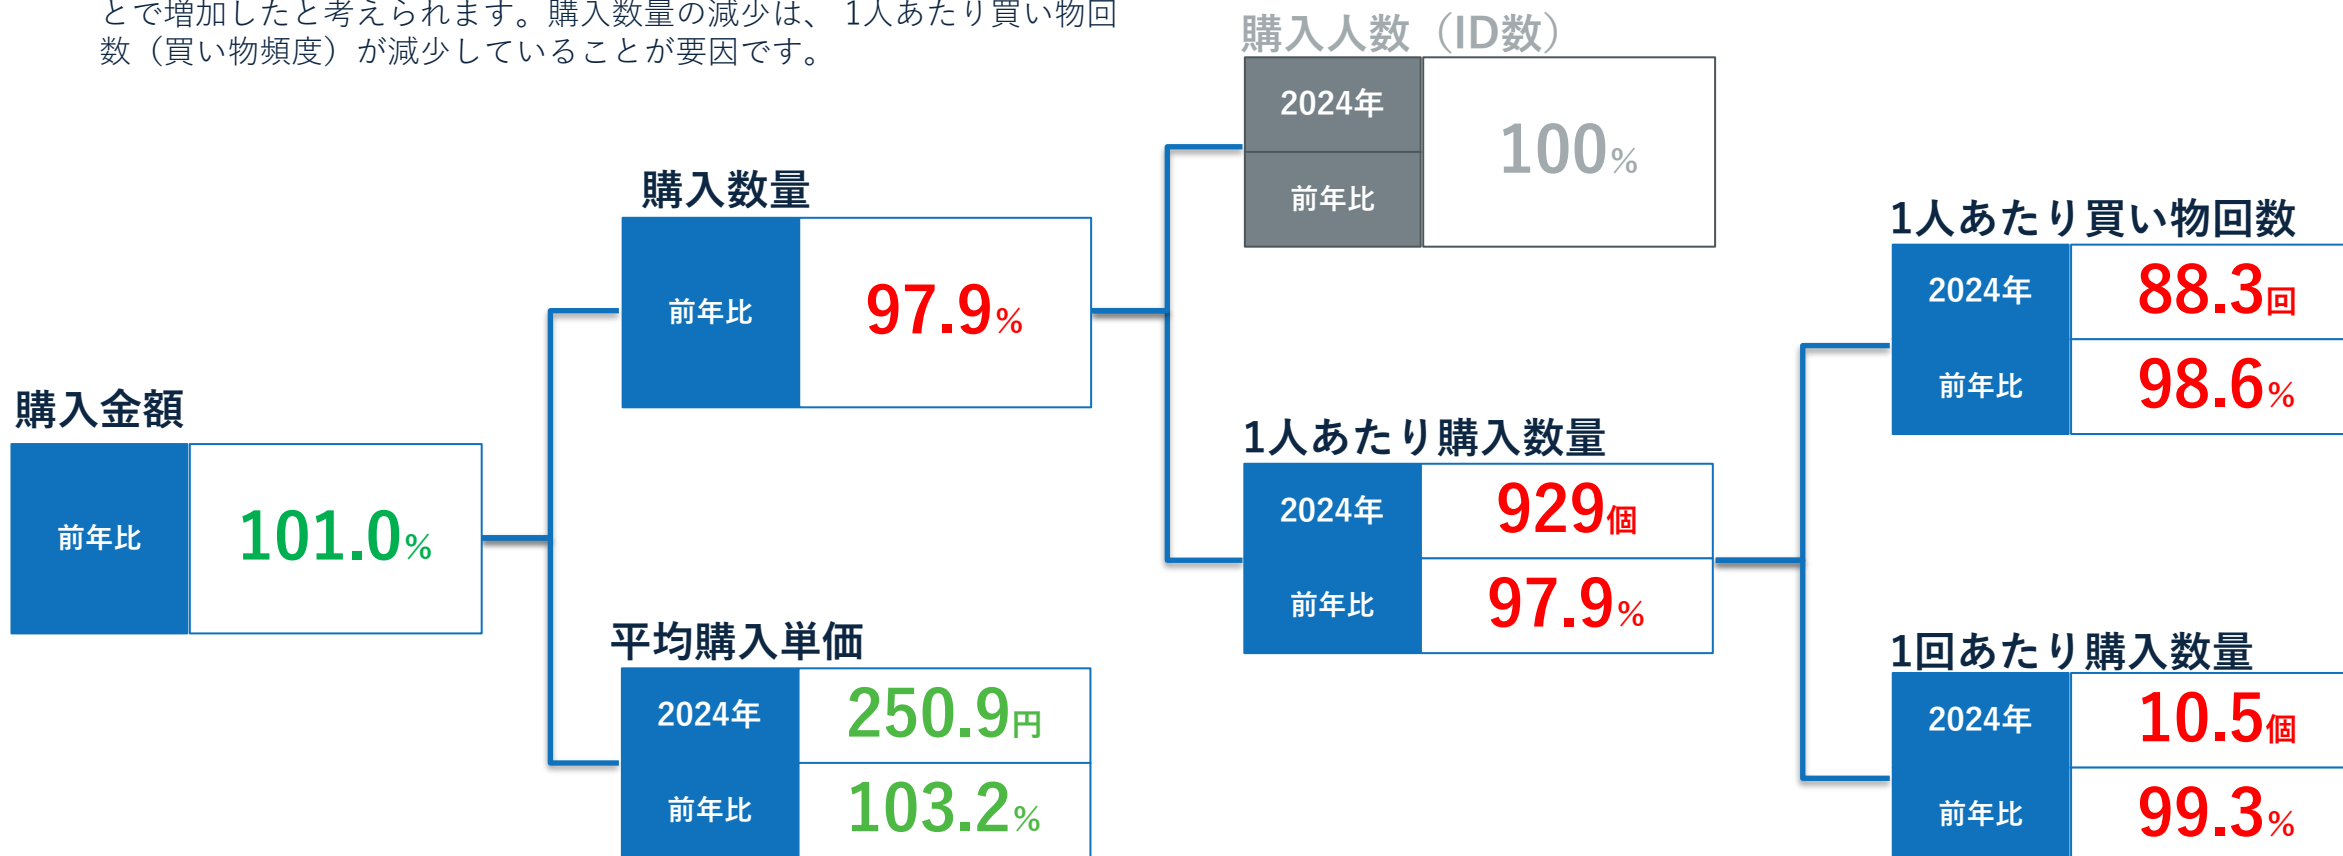 とで増加したと考えられます。購入数量の減少は、 1人あたり買い物回
数（買い物頻度）が減少していることが要因です。
購入金額
前年比
101.0%
購入数量
前年比
97.9%
平均購入単価
2024年
250.9円
前年比
103.2%
購入人数（ID数）
2024年
前年比
100%
1人あたり購入数量
2024年
929個
前年比
97.9%
1人あたり買い物回数
2024年
88.3回
前年比
98.6%
1回あたり購入数量
2024年
10.5個
前年比
99.3%